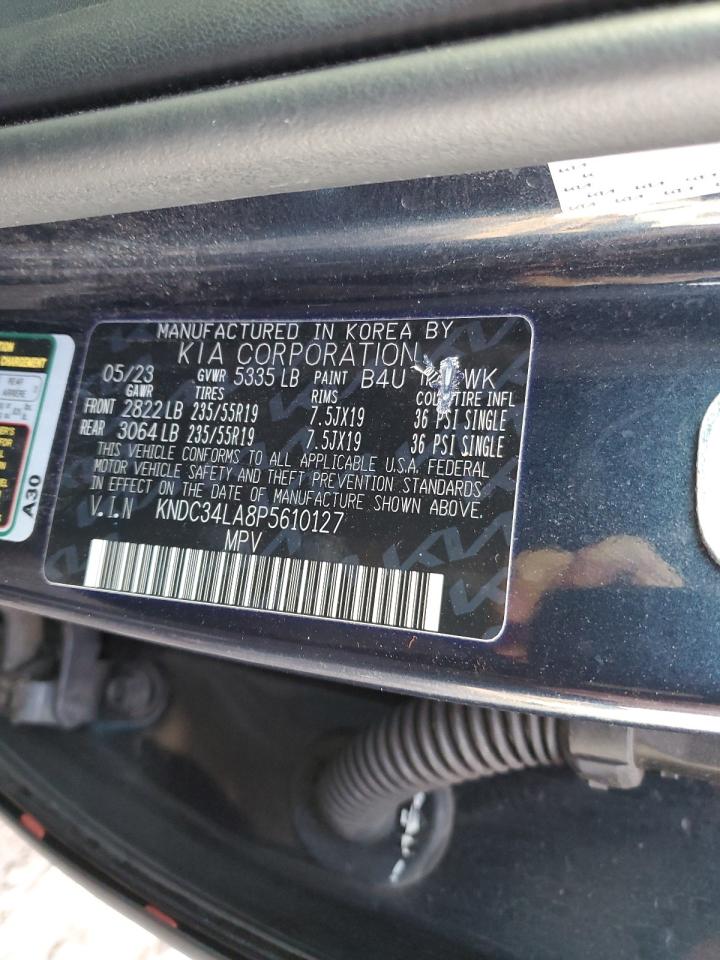 MANUFACTURED IN KOREA BY
KIA CORPORATION
05/23 GVWR 5335 LB PAINT B4U WK
GAWR TIRES RIMS COLD TIRE INFL
FRONT 2822 LB 235/55R19 7.5JX19 36 PSI SINGLE
REAR 3064 LB 235/55R19 7.5JX19 36 PSI SINGLE
THIS VEHICLE CONFORMS TO ALL APPLICABLE U.S.A. FEDERAL
MOTOR VEHICLE SAFETY AND THEFT PREVENTION STANDARDS
IN EFFECT ON THE DATE OF MANUFACTURE SHOWN ABOVE.
V.I.N KNDC34LA8P5610127
MPV
REAR
A30